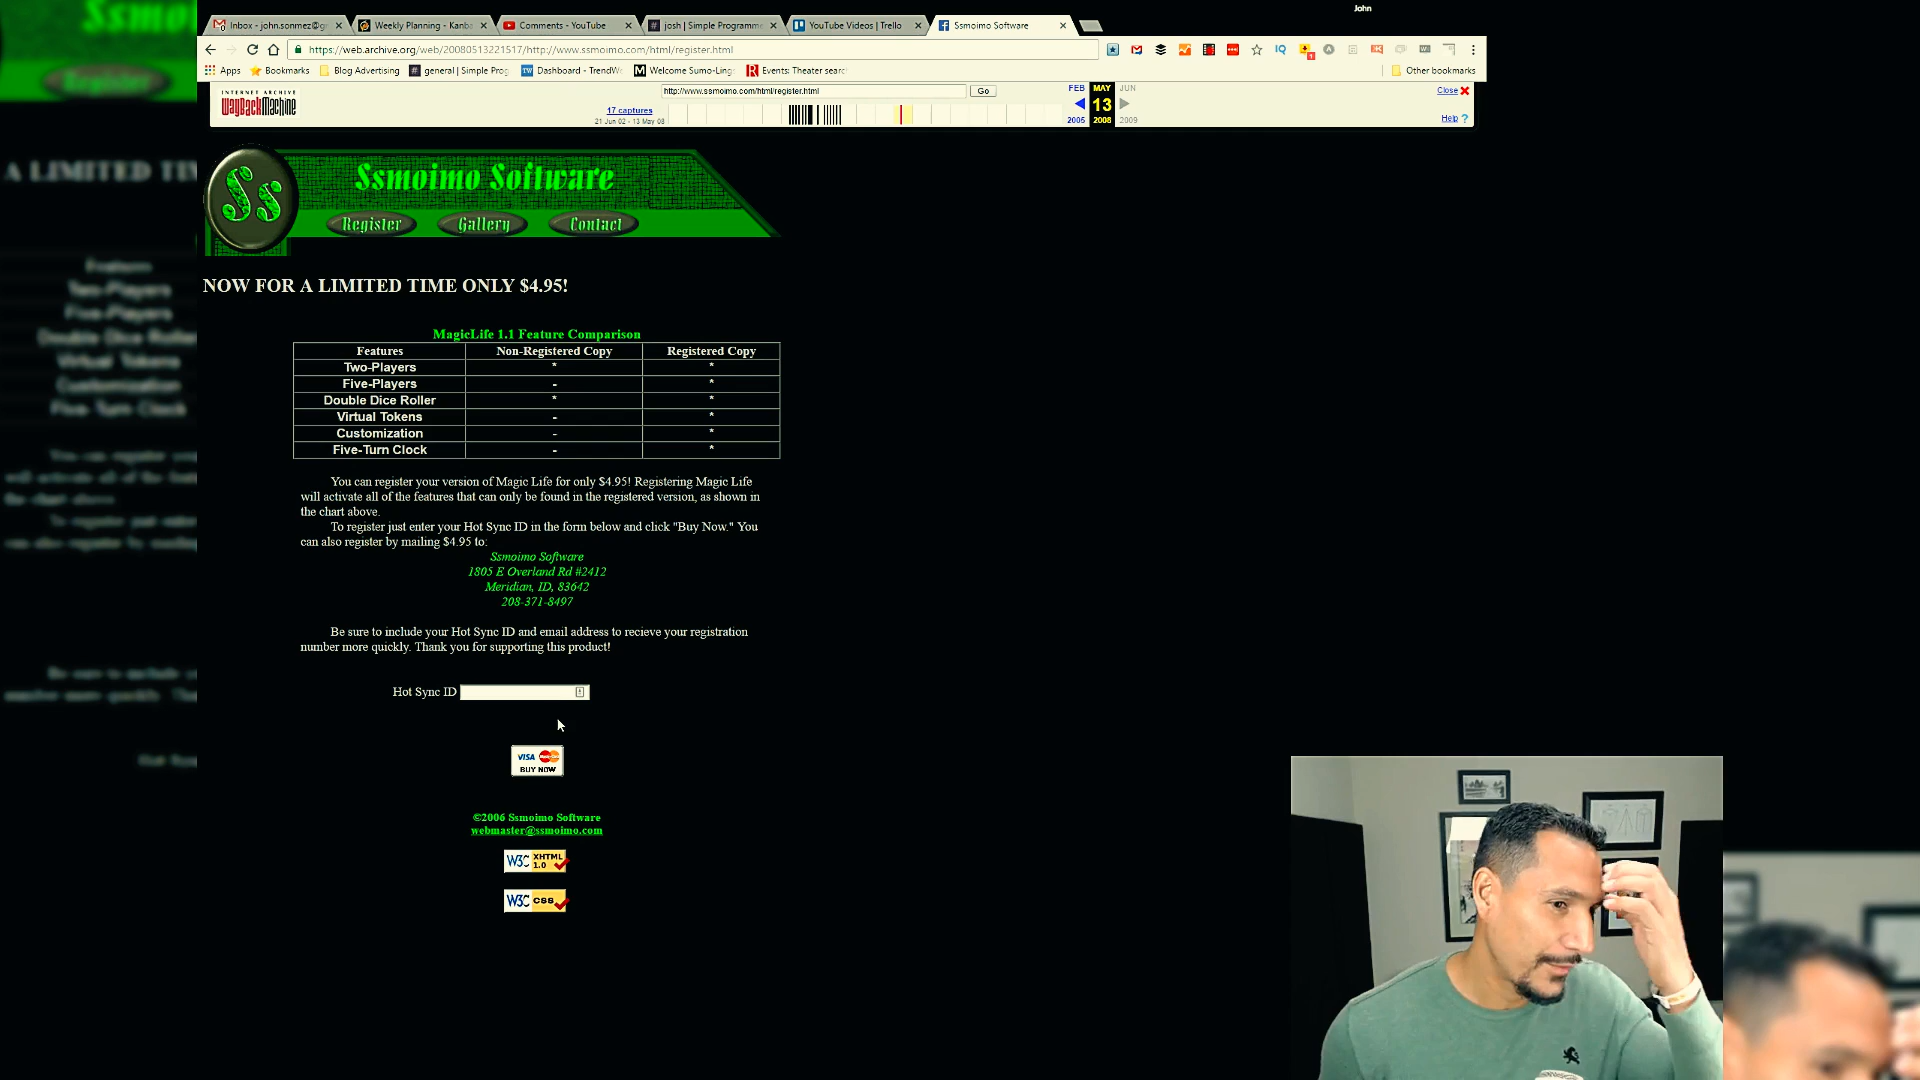 John
Inbox - john.sonmez@g
Weekly Planning - Kanba
Comments - YouTube
josh | Simple Programme
YouTube Videos | Trello
Ssmoimo Software
https://web.archive.org/web/20080513221517/http://www.ssmoimo.com/html/register.html
Apps
Bookmarks
Blog Advertising
general | Simple Prog
Dashboard - TrendW
Welcome Sumo-Ling
Events: Theater sear
Other bookmarks
INTERNET ARCHIVE
WayBackMachine
http://www.ssmoimo.com/html/register.html
Go
17 captures
21 Jun 02 - 13 May 08
FEB MAY JUN
13
2005 2008 2009
Close
Help ?
Ss
Ssmoimo Software
Register Gallery Contact
NOW FOR A LIMITED TIME ONLY $4.95!
MagicLife 1.1 Feature Comparison
Features Non-Registered Copy Registered Copy
Two-Players * *
Five-Players - *
Double Dice Roller * *
Virtual Tokens - *
Customization - *
Five-Turn Clock - *
You can register your version of Magic Life for only $4.95! Registering Magic Life
will activate all of the features that can only be found in the registered version, as shown in
the chart above.
To register just enter your Hot Sync ID in the form below and click "Buy Now." You
can also register by mailing $4.95 to:
Ssmoimo Software
1805 E Overland Rd #2412
Meridian, ID, 83642
208-371-8497
Be sure to include your Hot Sync ID and email address to recieve your registration
number more quickly. Thank you for supporting this product!
Hot Sync ID
VISA MasterCard
BUY NOW
©2006 Ssmoimo Software
webmaster@ssmoimo.com
W3C XHTML 1.0
W3C CSS